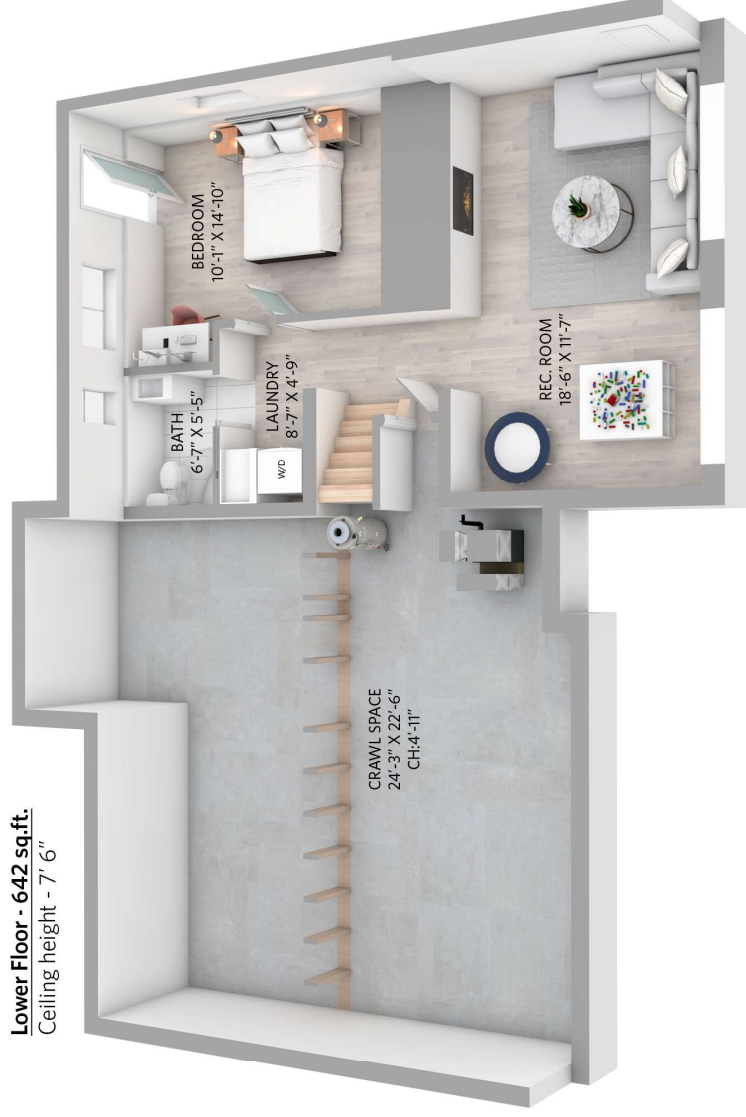 Lower Floor - 642 sq.ft.
Ceiling height - 7' 6"
BEDROOM
10'-1" X 14'-10"
BATH
6'-7" X 5'-5"
LAUNDRY
8'-7" X 4'-9"
W/D
REC. ROOM
18'-6" X 11'-7"
CRAWL SPACE
24'-3" X 22'-6"
CH:4'-11"